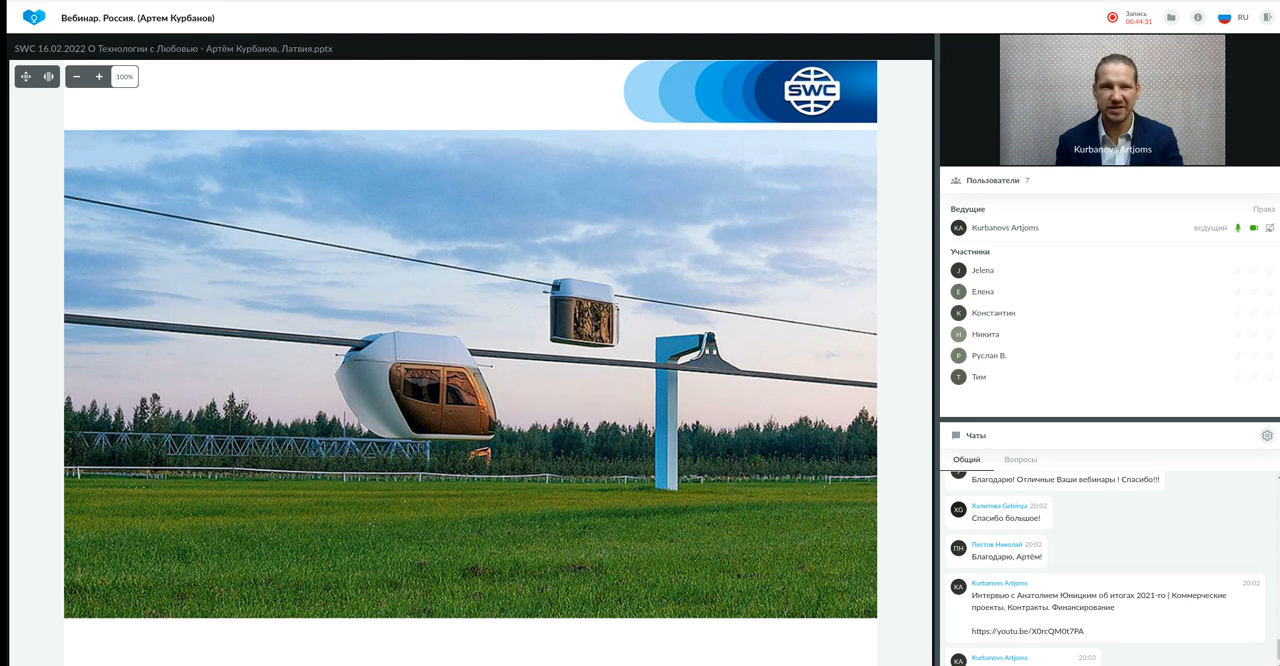 Вебинар. Россия. (Артем Курбанов)
Запись
00:44:31
RU
SWC 16.02.2022 О Технологии с Любовью - Артём Курбанов, Латвия.pptx
100%
SWC
Kurbanovs Artjoms
Пользователи 7
Ведущие Права
KA Kurbanovs Artjoms ведущий
Участники
J Jelena
Е Елена
К Константин
Н Никита
Р Руслан В.
Т Тим
Чаты
Общий Вопросы
Благодарю! Отличные Ваши вебинары ! Спасибо!!!
XG Халитова Gelsinya 20:02
Спасибо большое!
ПН Пестов Николай 20:02
Благодарю, Артём!
KA Kurbanovs Artjoms 20:02
Интервью с Анатолием Юницким об итогах 2021-го | Коммерческие
проекты. Контракты. Финансирование
https://youtu.be/X0rcQM0t7PA
KA Kurbanovs Artjoms 20:03